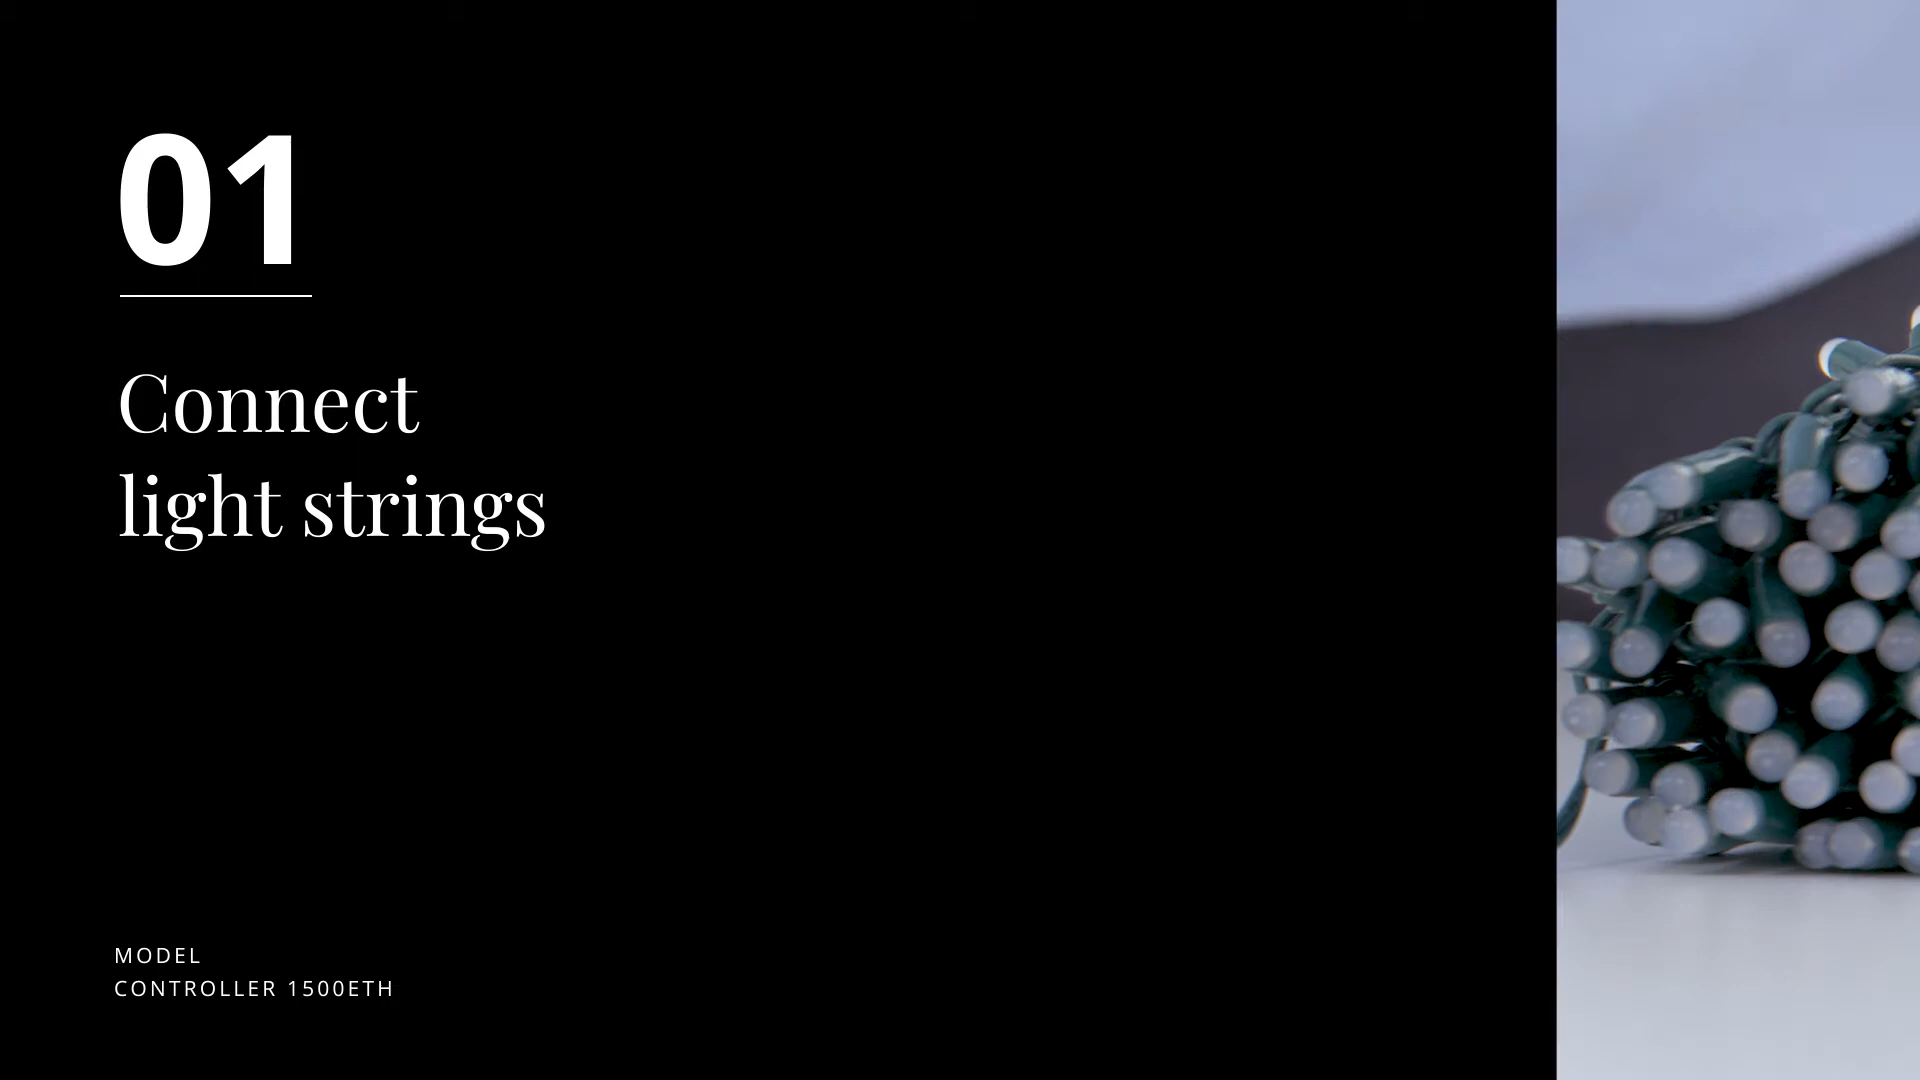 01
Connect
light strings
MODEL
CONTROLLER 1500ETH